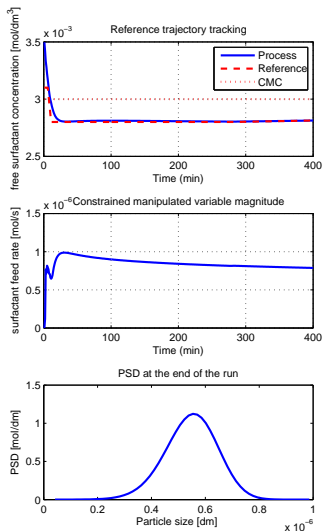 x 10⁻³
Reference trajectory tracking
free surfactant concentration [mol/dm³]
3.5
3
2.5
Process
Reference
CMC
0
100
200
300
400
Time (min)
x 10⁻⁶
Constrained manipulated variable magnitude
surfactant feed rate [mol/s]
1.5
1
0.5
0
0
100
200
300
400
Time (min)
PSD at the end of the run
PSD [mol/dm]
1.5
1
0.5
0
0
0.2
0.4
0.6
0.8
1
Particle size [dm]
x 10⁻⁶